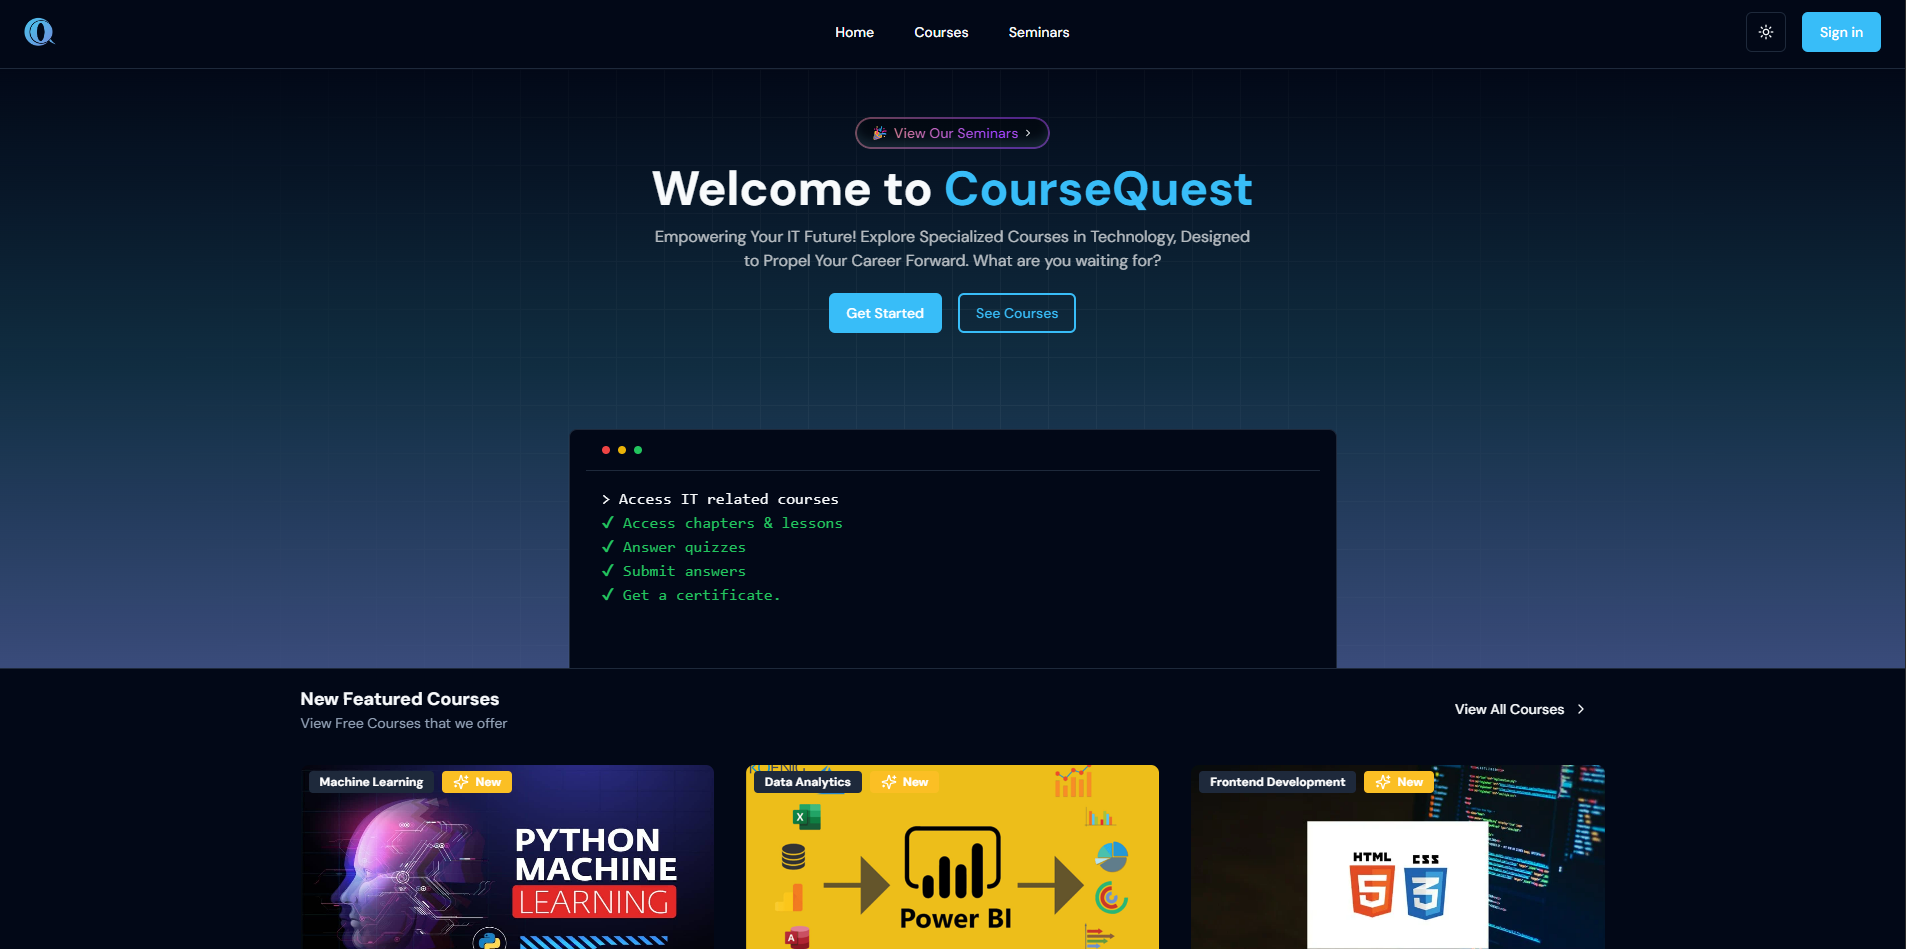 Home
Courses
Seminars
Sign in
🎉 View Our Seminars >
Welcome to CourseQuest
Empowering Your IT Future! Explore Specialized Courses in Technology, Designed
to Propel Your Career Forward. What are you waiting for?
Get Started
See Courses
> Access IT related courses
✓ Access chapters & lessons
✓ Answer quizzes
✓ Submit answers
✓ Get a certificate.
New Featured Courses
View Free Courses that we offer
View All Courses >
Machine Learning
New
PYTHON
MACHINE
LEARNING
Data Analytics
New
X
Power BI
A
Frontend Development
New
HTML
5
CSS
3